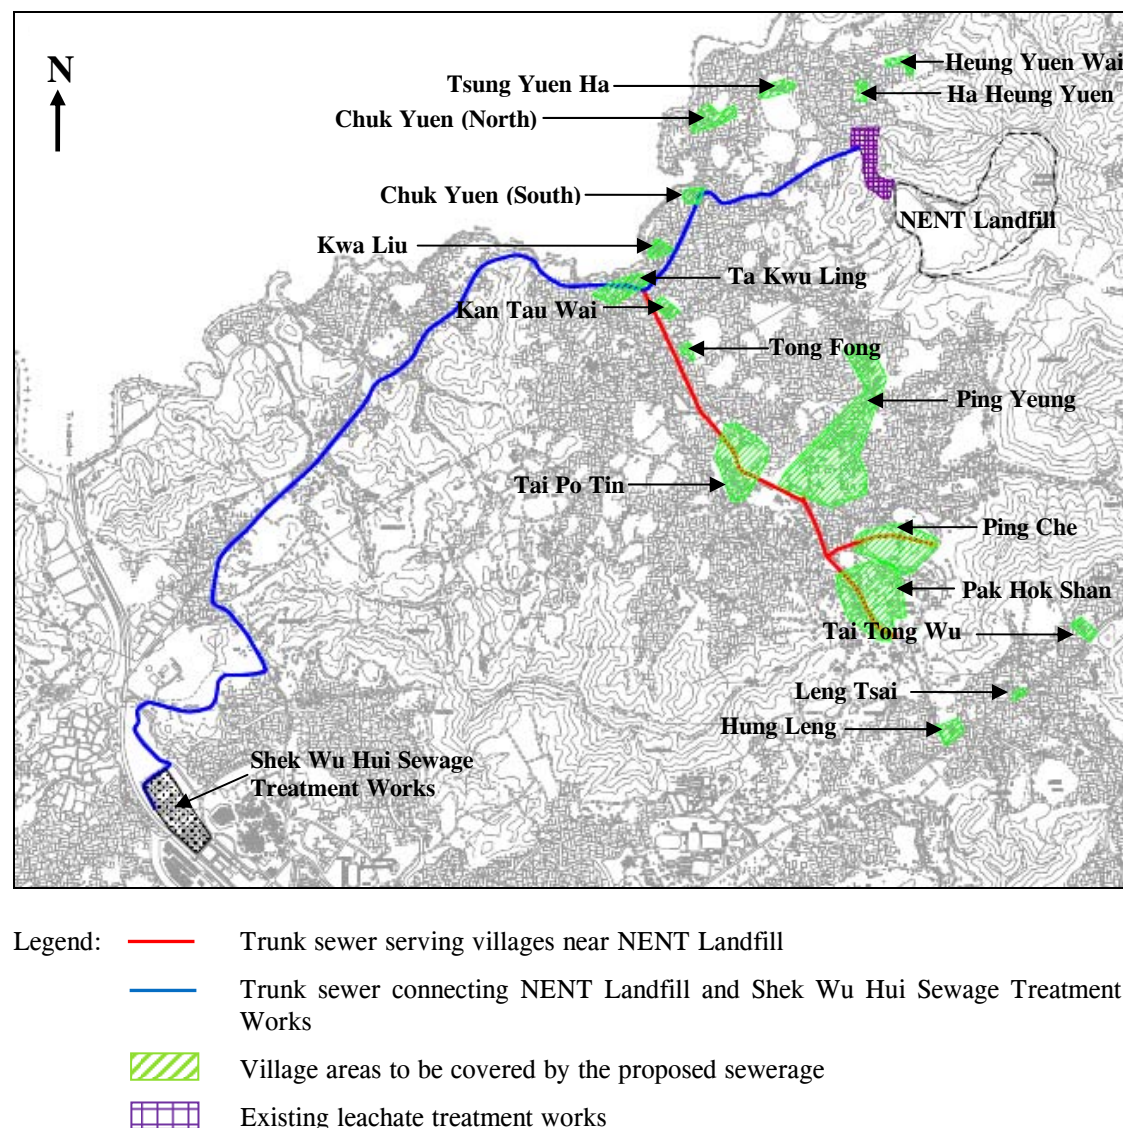 N
Heung Yuen Wai
Tsung Yuen Ha
Ha Heung Yuen
Chuk Yuen (North)
Chuk Yuen (South)
NENT Landfill
Kwa Liu
Ta Kwu Ling
Kan Tau Wai
Tong Fong
Ping Yeung
Tai Po Tin
Ping Che
Pak Hok Shan
Tai Tong Wu
Leng Tsai
Hung Leng
Shek Wu Hui Sewage
Treatment Works
Legend:
Trunk sewer serving villages near NENT Landfill
Trunk sewer connecting NENT Landfill and Shek Wu Hui Sewage Treatment
Works
Village areas to be covered by the proposed sewerage
Existing leachate treatment works